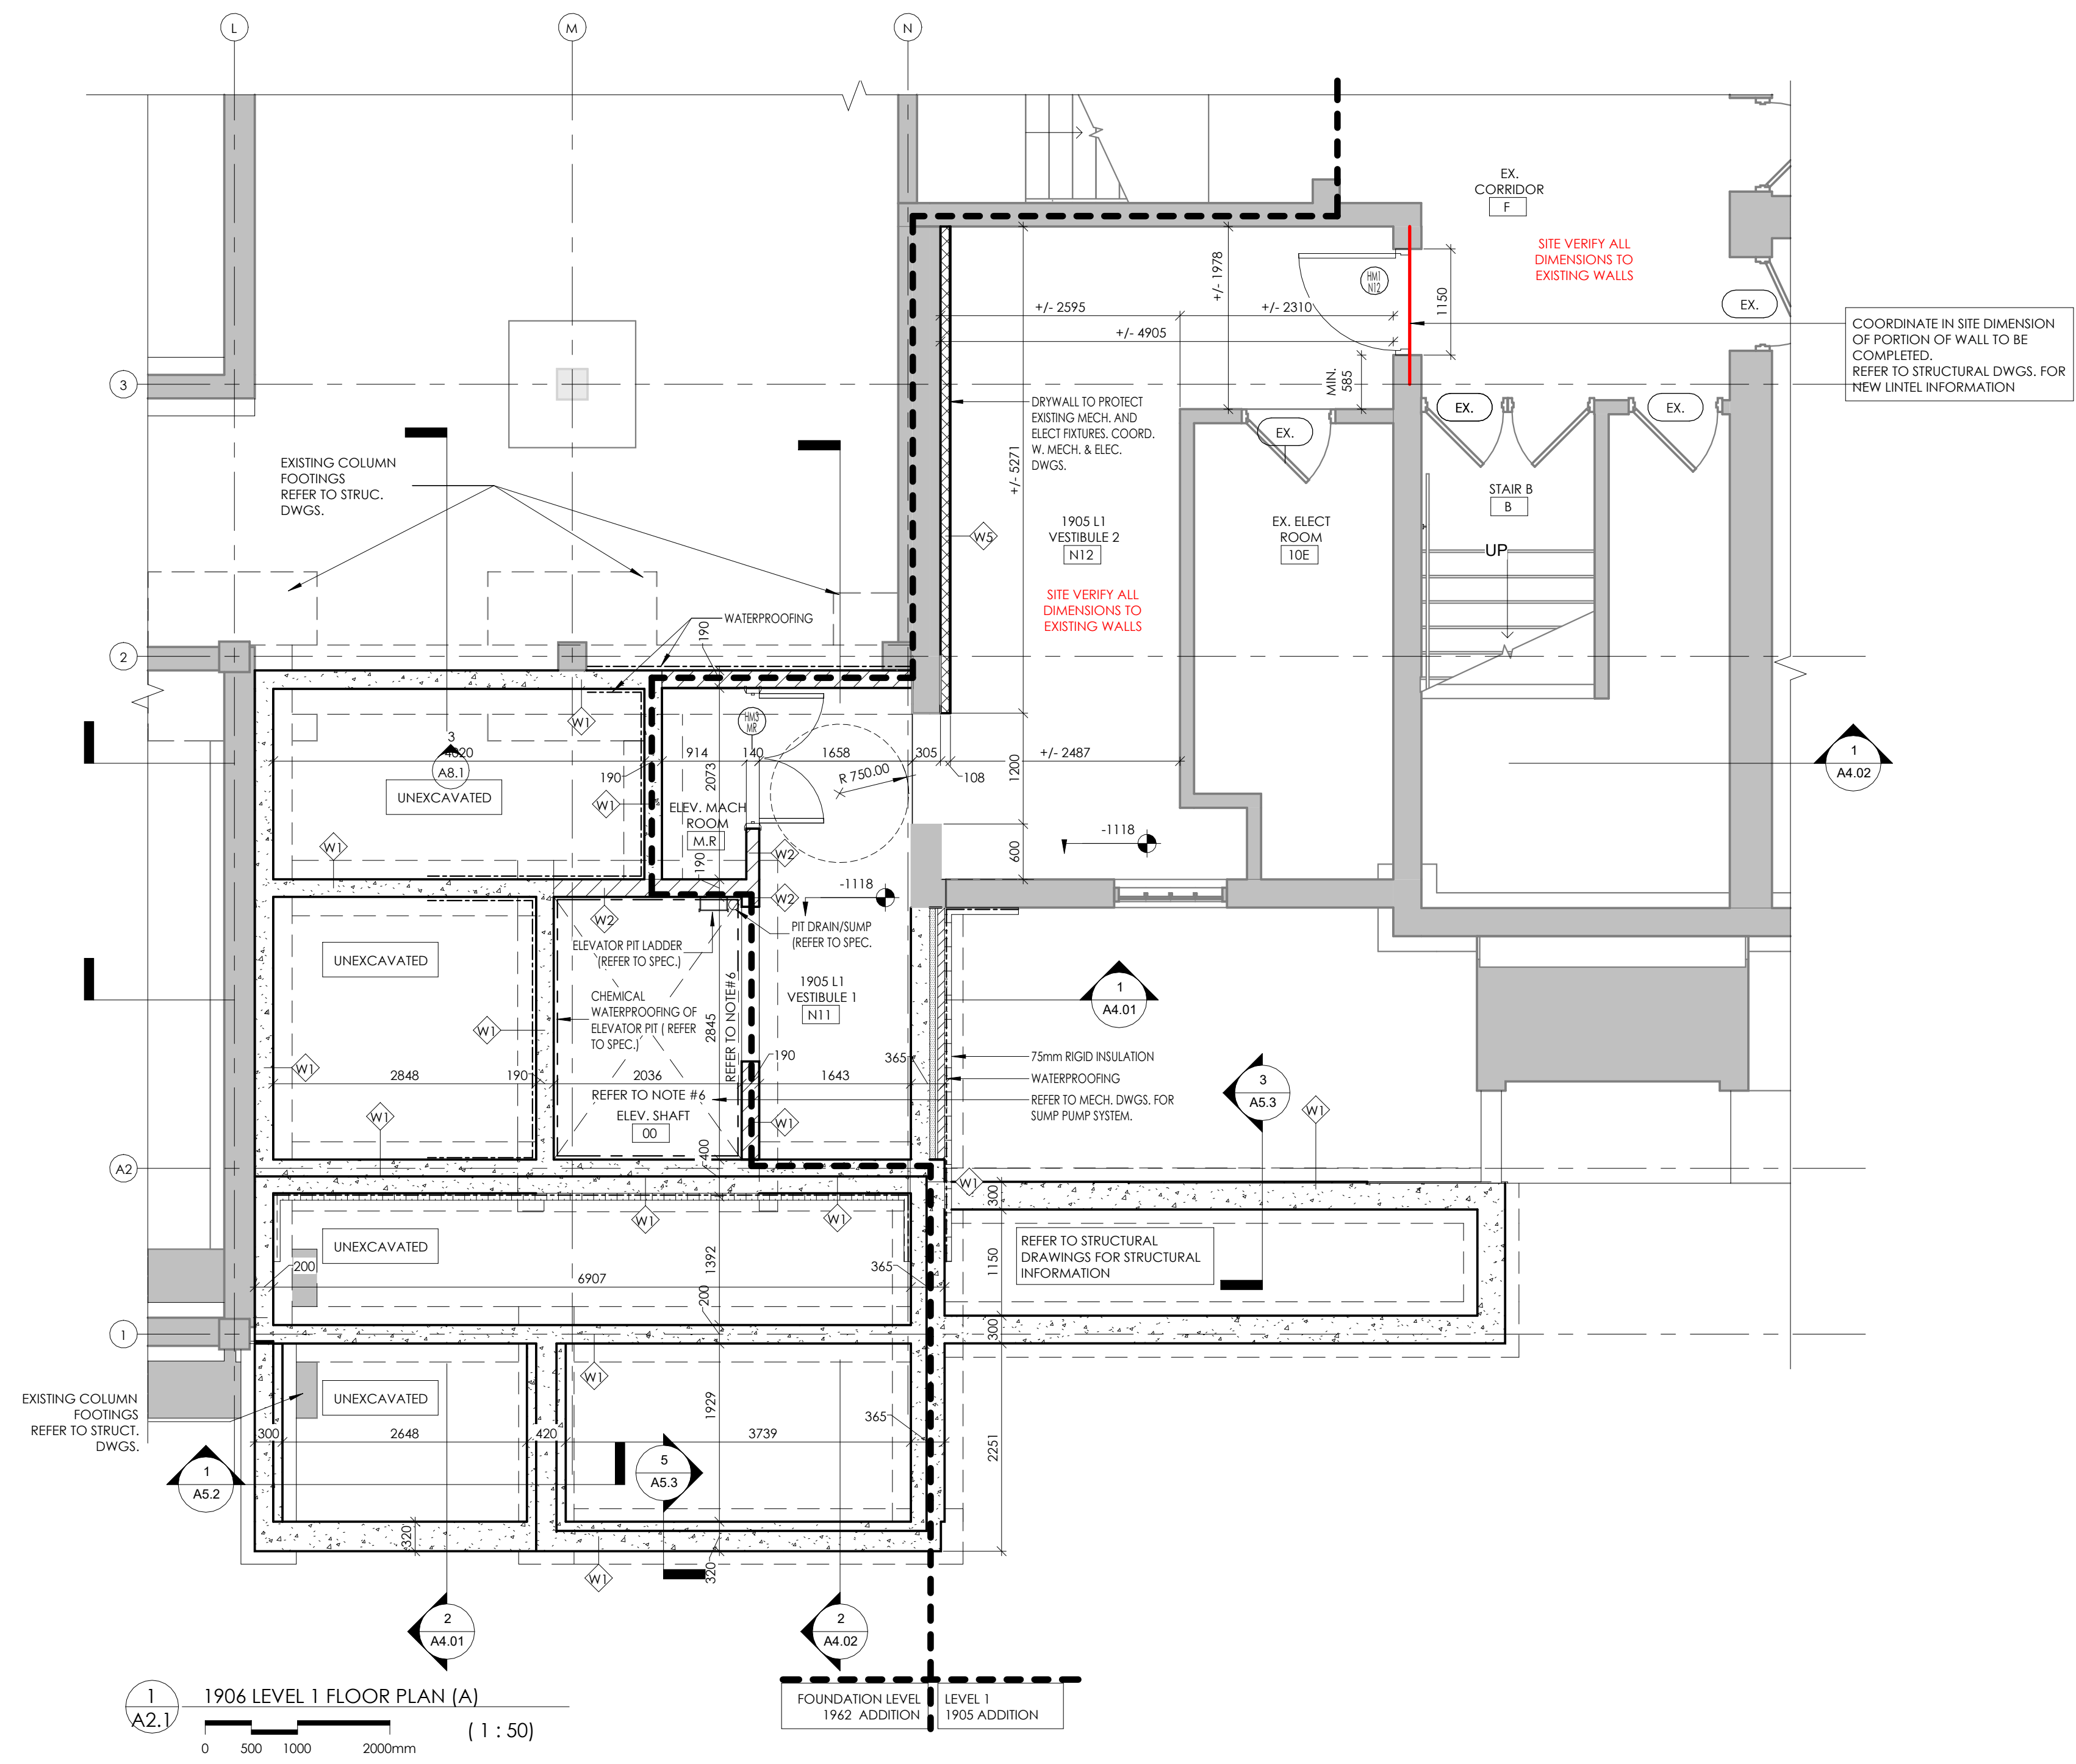 L
M
N
EX.
CORRIDOR
F
SITE VERIFY ALL
DIMENSIONS TO
EXISTING WALLS
+/- 1978
HM1
N12
1150
EX.
+/- 2595
+/- 2310
+/- 4905
COORDINATE IN SITE DIMENSION
OF PORTION OF WALL TO BE
COMPLETED.
REFER TO STRUCTURAL DWGS. FOR
NEW LINTEL INFORMATION
3
MIN.
585
DRYWALL TO PROTECT
EXISTING MECH. AND
ELECT FIXTURES. COORD.
W. MECH. & ELEC.
DWGS.
EX.
EX.
EX.
+/- 5271
EXISTING COLUMN
FOOTINGS
REFER TO STRUC.
DWGS.
STAIR B
B
W5
1905 L1
VESTIBULE 2
N12
EX. ELECT
ROOM
10E
UP
SITE VERIFY ALL
DIMENSIONS TO
EXISTING WALLS
WATERPROOFING
190
2
W1
HM3
MR
3
A8.1
4020
914
140
1658
305
+/- 2487
190
2073
R 750.00
108
1200
1
A4.02
UNEXCAVATED
W1
ELEV. MACH
ROOM
M.R
-1118
W1
W2
190
600
-1118
W2
W2
PIT DRAIN/SUMP
(REFER TO SPEC.
ELEVATOR PIT LADDER
(REFER TO SPEC.)
UNEXCAVATED
CHEMICAL
WATERPROOFING OF
ELEVATOR PIT ( REFER
TO SPEC.)
1905 L1
VESTIBULE 1
N11
1
A4.01
W1
2845
REFER TO NOTE#6
W1
190
365
75mm RIGID INSULATION
2848
190
2036
1643
WATERPROOFING
REFER TO NOTE #6
REFER TO MECH. DWGS. FOR
SUMP PUMP SYSTEM.
3
A5.3
W1
ELEV. SHAFT
00
W1
W1
400
A2
W1
300
W1
W1
UNEXCAVATED
REFER TO STRUCTURAL
DRAWINGS FOR STRUCTURAL
INFORMATION
1392
1150
200
6907
365
200
1
300
W1
EXISTING COLUMN
FOOTINGS
REFER TO STRUCT.
DWGS.
UNEXCAVATED
1929
365
300
2648
420
3739
2251
1
A5.2
5
A5.3
320
W1
320
2
A4.01
2
A4.02
1
A2.1
1906 LEVEL 1 FLOOR PLAN (A)
( 1 : 50)
0
500
1000
2000mm
FOUNDATION LEVEL
1962 ADDITION
LEVEL 1
1905 ADDITION